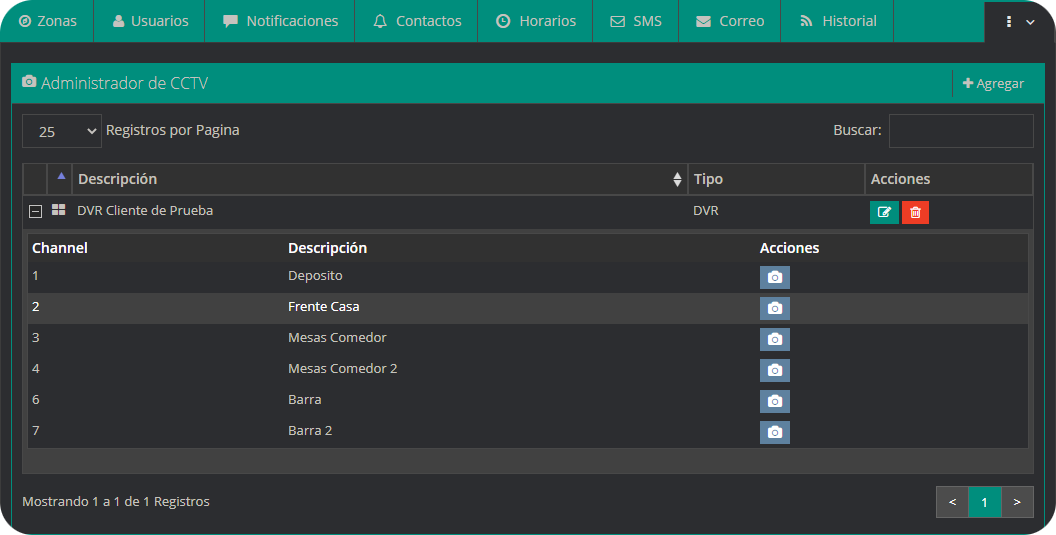 Zonas Usuarios Notificaciones Contactos Horarios SMS Correo Historial
Administrador de CCTV Agregar
25 Registros por Pagina Buscar:
Descripción Tipo Acciones
DVR Cliente de Prueba DVR
Channel Descripción Acciones
1 Deposito
2 Frente Casa
3 Mesas Comedor
4 Mesas Comedor 2
6 Barra
7 Barra 2
Mostrando 1 a 1 de 1 Registros < 1 >